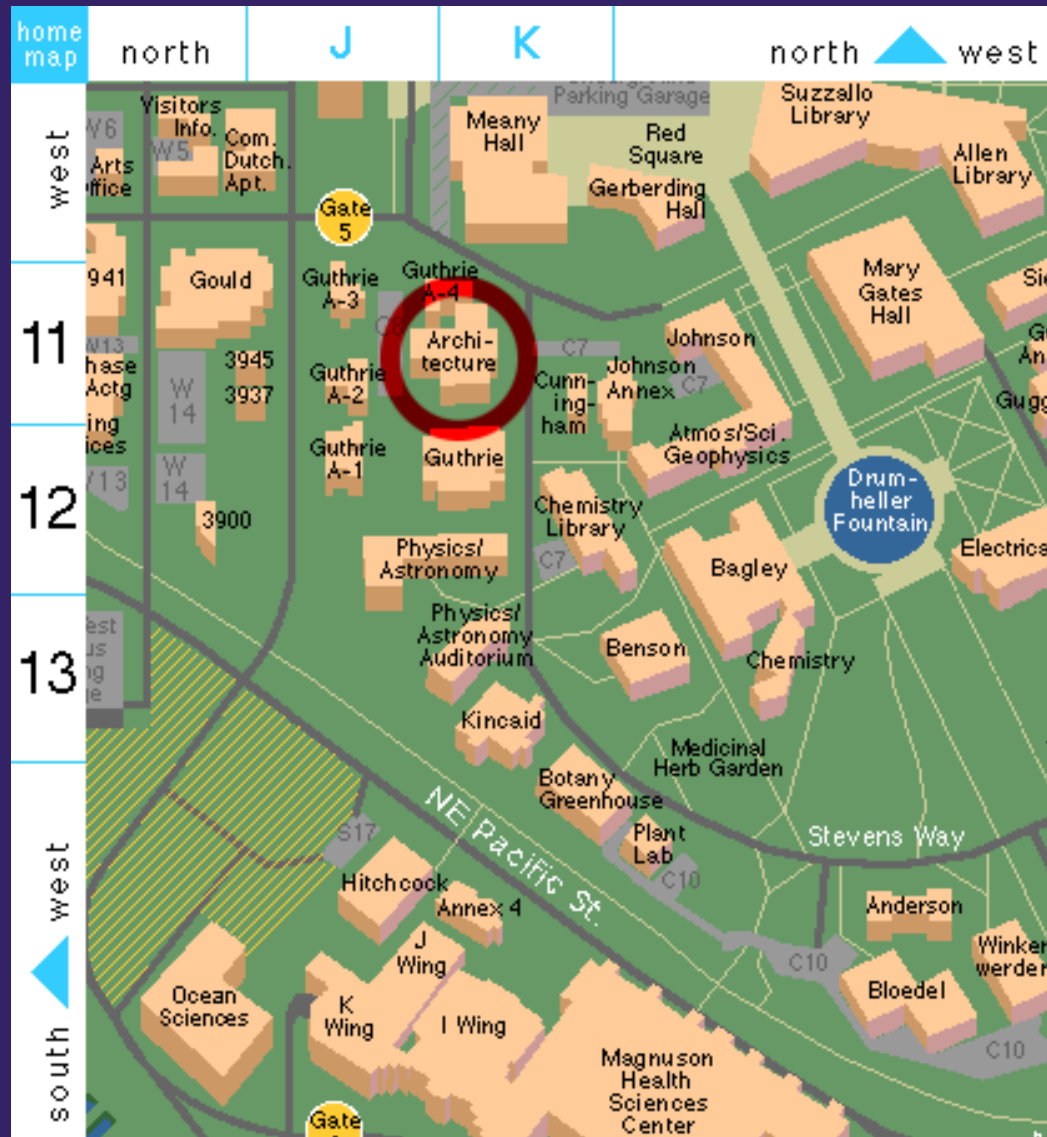 home
map
north
J
K
north
west
west
11
12
13
west
south
Parking Garage
Visitors
Info.
W6
W5
Arts
Com.
Dutch.
Apt.
Meany
Hall
Red
Square
Suzzallo
Library
Allen
Library
Gerberding
Hall
Gate
5
Gould
Guthrie
A-3
Guthrie
A-4
Archi-
tecture
Mary
Gates
Hall
W13
Actg
W
14
3945
3937
Guthrie
A-2
C7
Cunn-
ing-
ham
Johnson
Annex
Johnson
C7
Atmos/Sci.
Geophysics
Guthrie
A-1
Guthrie
W
14
3900
Chemistry
Library
C7
Drum-
heller
Fountain
Physics/
Astronomy
Bagley
Physics/
Astronomy
Auditorium
Benson
Chemistry
Kincaid
Medicinal
Herb Garden
Botany
Greenhouse
Plant
Lab
C10
NE Pacific St.
Stevens Way
S17
Hitchcock
Annex 4
J
Wing
K
Wing
I Wing
Ocean
Sciences
Anderson
Winken
werder
C10
Bloedel
C10
Magnuson
Health
Sciences
Center
Gate